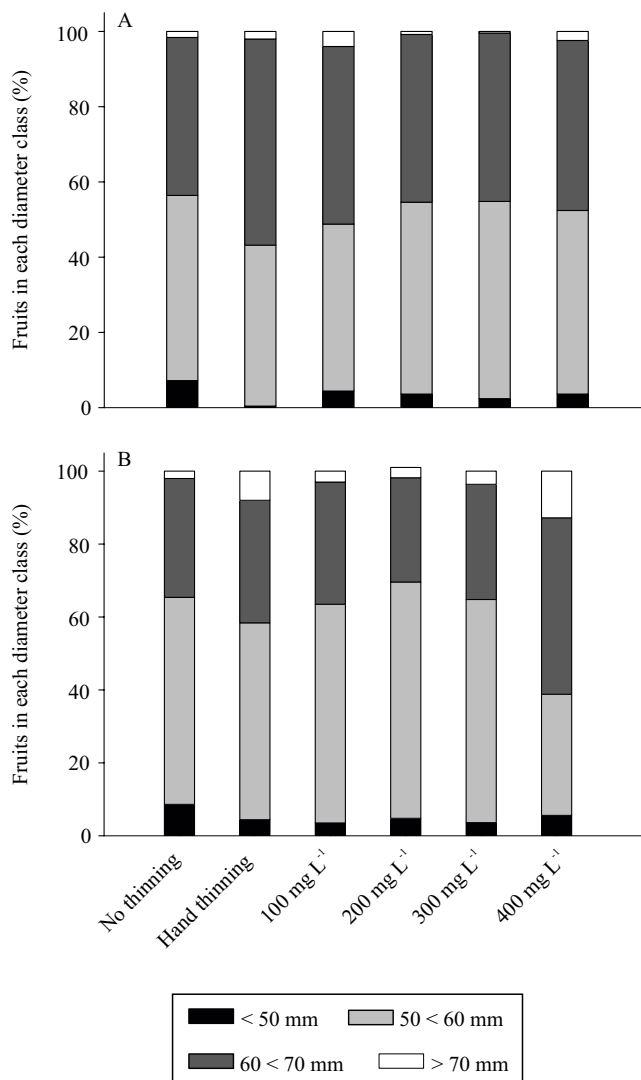 A
Fruits in each diameter class (%)
100
80
60
40
20
0
B
Fruits in each diameter class (%)
100
80
60
40
20
0
No thinning
Hand thinning
100 mg L⁻¹
200 mg L⁻¹
300 mg L⁻¹
400 mg L⁻¹
< 50 mm 50 < 60 mm
60 < 70 mm > 70 mm